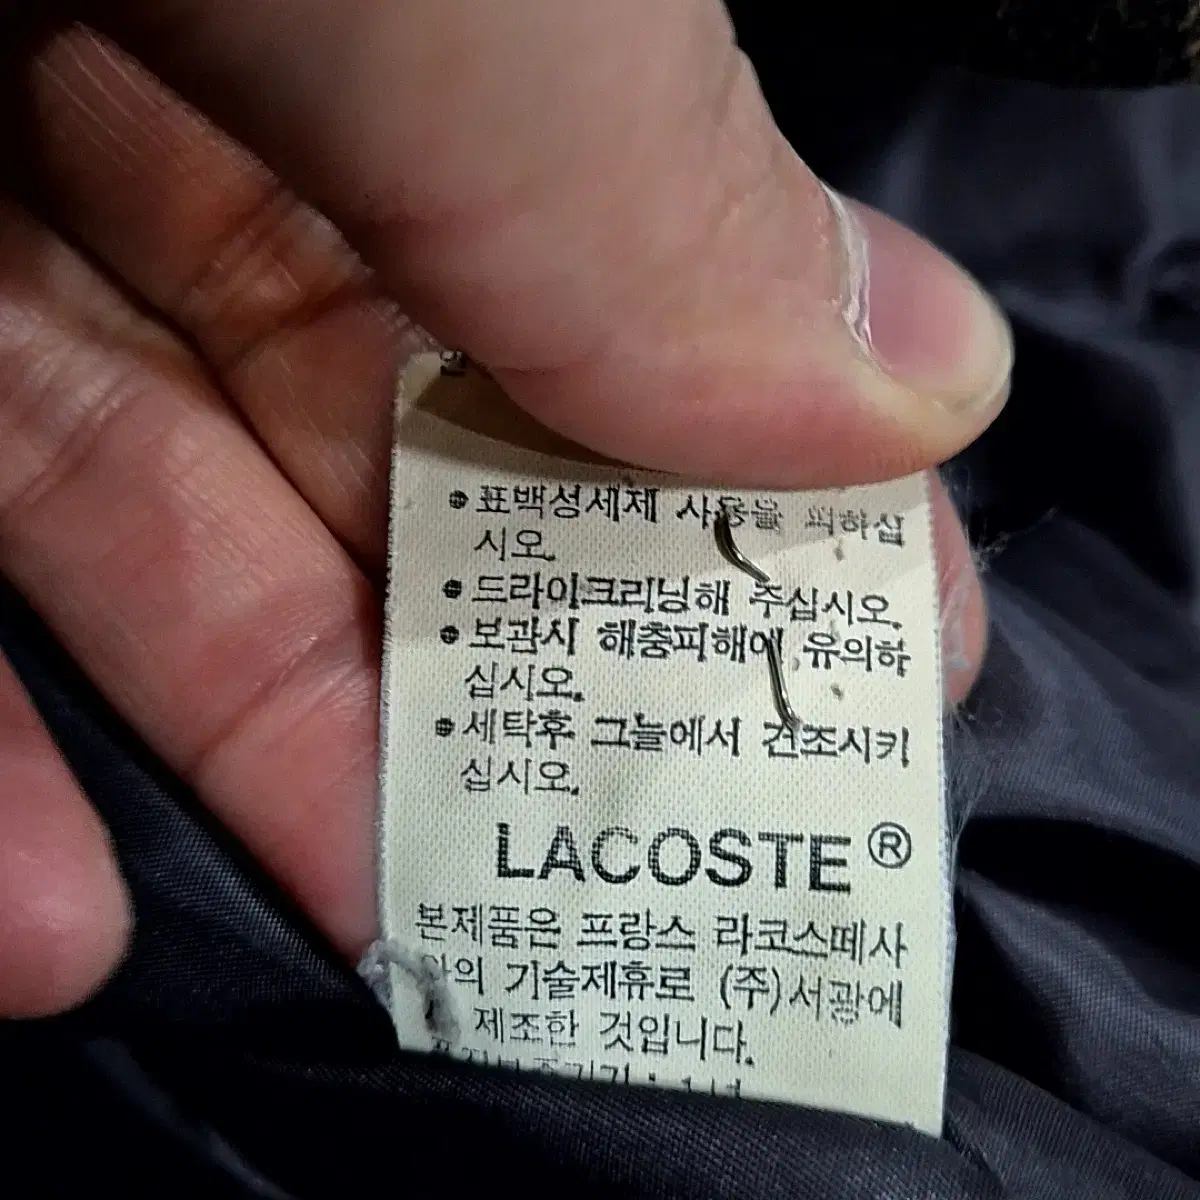 ● 표백성세제 사용을 피하십
시오.
● 드라이크리닝해 주십시오.
● 보관시 해충피해에 유의하
십시오.
● 세탁후 그늘에서 건조시키
십시오.
LACOSTE®
본제품은 프랑스 라코스떼사
와의 기술제휴로 (주)서광에
제조한 것입니다.